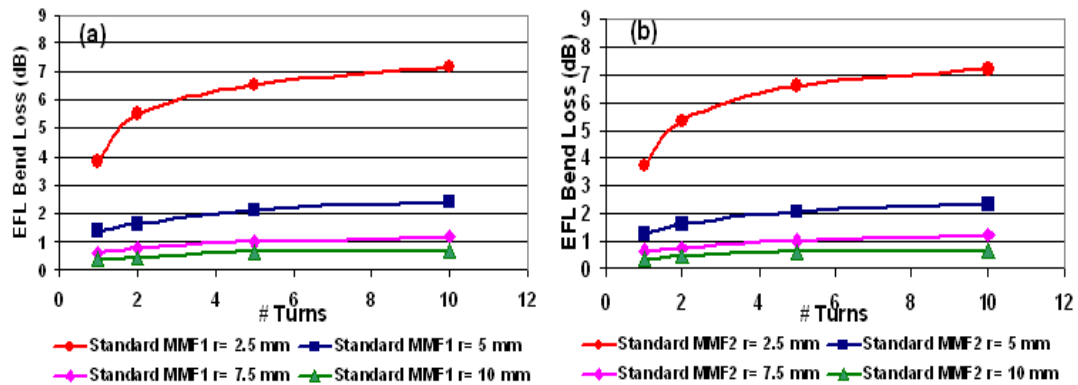 (a)
EFL Bend Loss (dB)
9
8
7
6
5
4
3
2
1
0
0 2 4 6 8 10 12
# Turns
Standard MMF1 r= 2.5 mm Standard MMF1 r= 5 mm
Standard MMF1 r= 7.5 mm Standard MMF1 r= 10 mm
(b)
EFL Bend Loss (dB)
9
8
7
6
5
4
3
2
1
0
0 2 4 6 8 10 12
# Turns
Standard MMF2 r= 2.5 mm Standard MMF2 r= 5 mm
Standard MMF2 r= 7.5 mm Standard MMF2 r= 10 mm